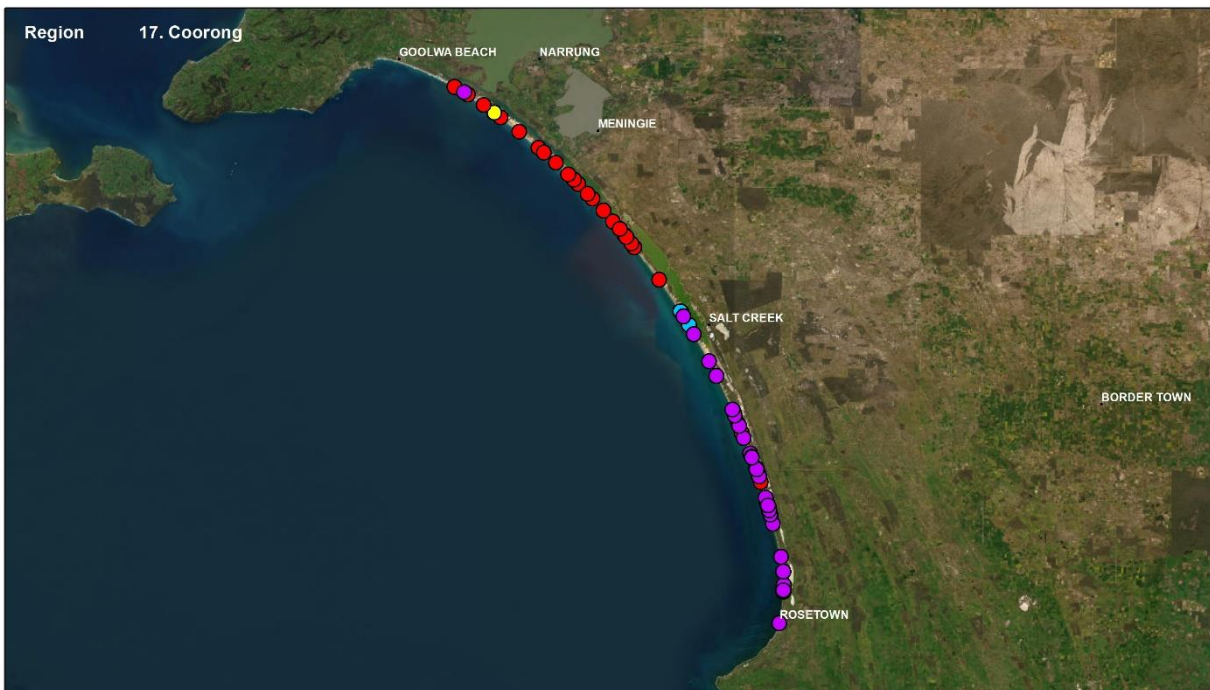 Region 17. Coorong
GOOLWA BEACH
NARRUNG
MENINGIE
SALT CREEK
BORDER TOWN
ROSETOWN